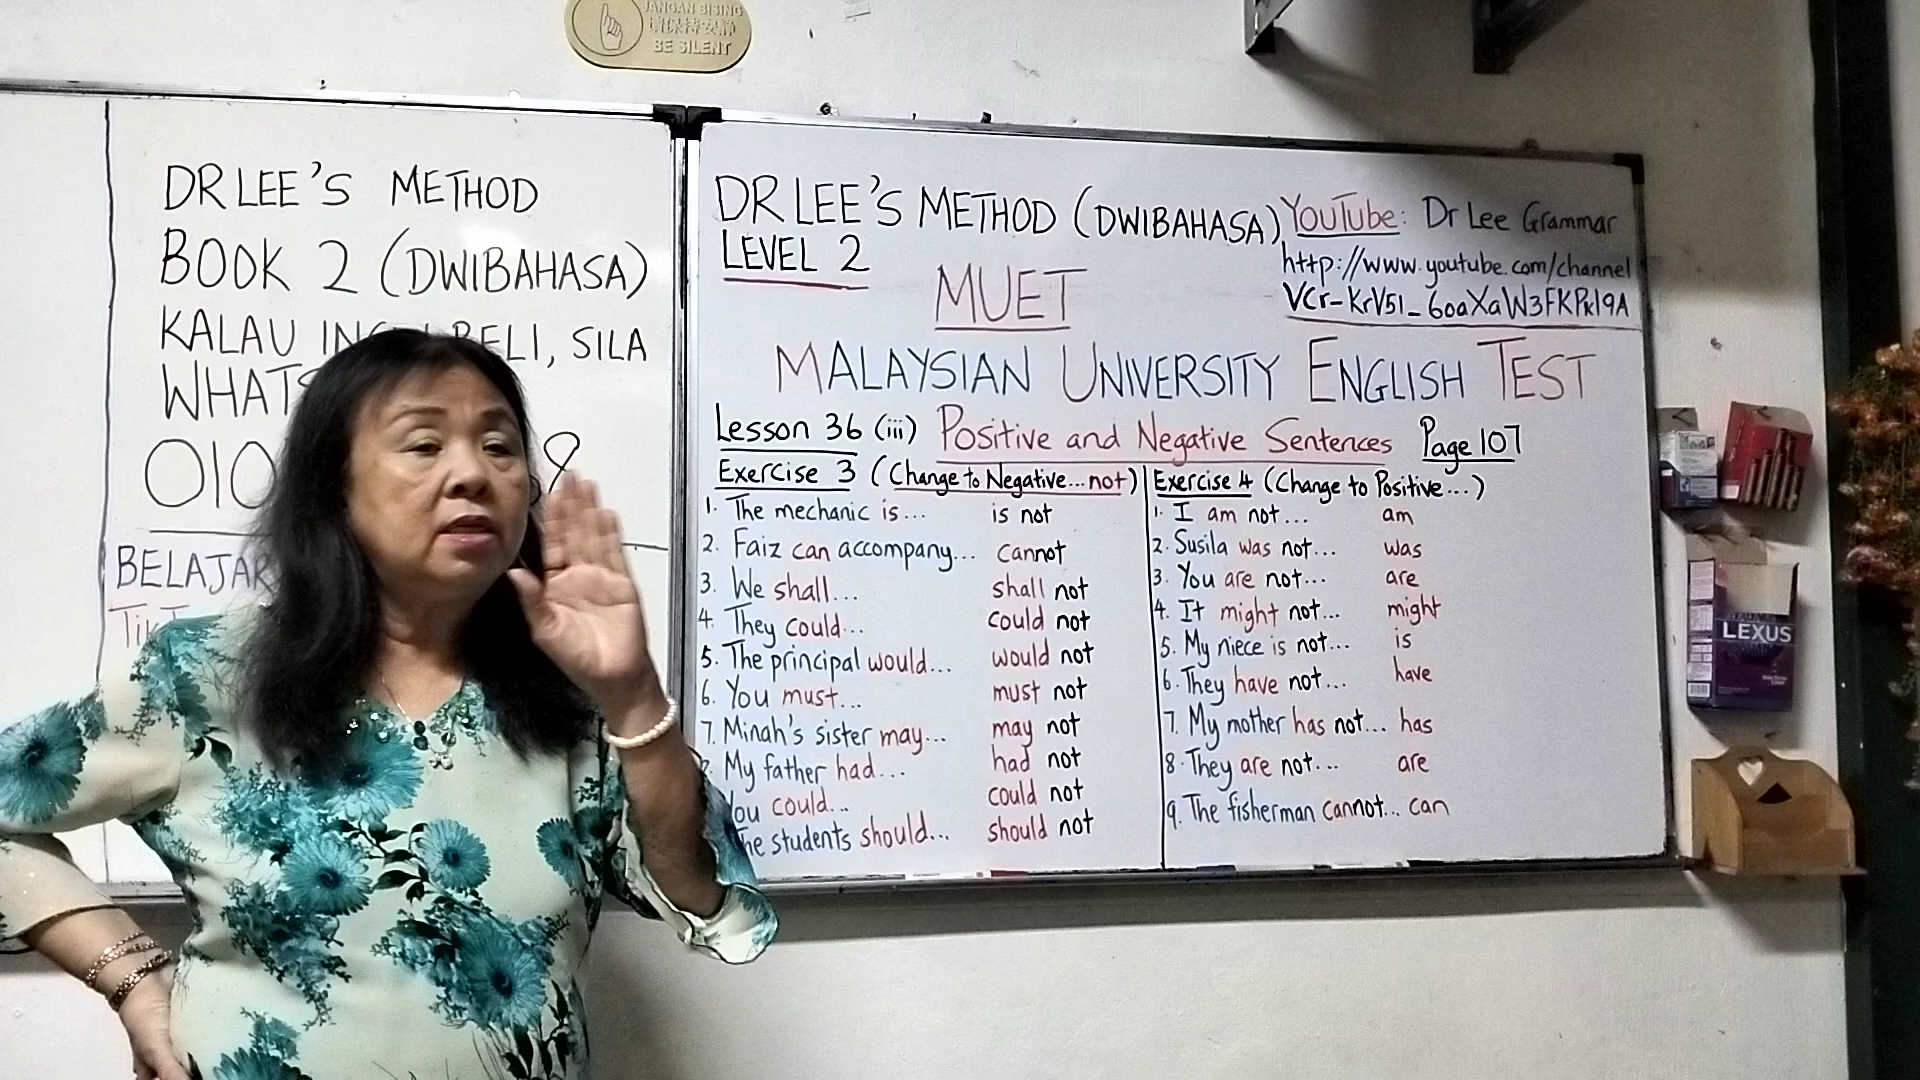 JANGAN BISING
請保持安静
BE SILENT
DR LEE'S METHOD
BOOK 2 (DWIBAHASA)
KALAU BELI, SILA
010
BELAJAR
DR LEE'S METHOD (DWIBAHASA)
LEVEL 2
YouTube: Dr Lee Grammar
http://www.youtube.com/channel
VCr-KrV51_6oaXaW3FKPk19A
MUET
MALAYSIAN UNIVERSITY ENGLISH TEST
Lesson 36 (iii) Positive and Negative Sentences Page 107
Exercise 3 (Change to Negative...not)
1. The mechanic is... is not
2. Faiz can accompany... cannot
3. We shall... shall not
4. They could... could not
5. The principal would... would not
6. You must... must not
7. Minah's sister may... may not
My father had... had not
You could... could not
The students should... should not
Exercise 4 (Change to Positive...)
1. I am not... am
2. Susila was not... was
3. You are not... are
4. It might not... might
5. My niece is not... is
6. They have not... have
7. My mother has not... has
8. They are not... are
9. The fisherman cannot... can
LEXUS